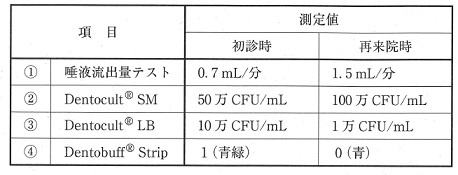 項 目 測定値
初診時 再来院時
① 唾液流出量テスト 0.7 mL/分 1.5 mL/分
② Dentocult® SM 50万 CFU/mL 100万 CFU/mL
③ Dentocult® LB 10万 CFU/mL 1万 CFU/mL
④ Dentobuff® Strip 1(青緑) 0(青)